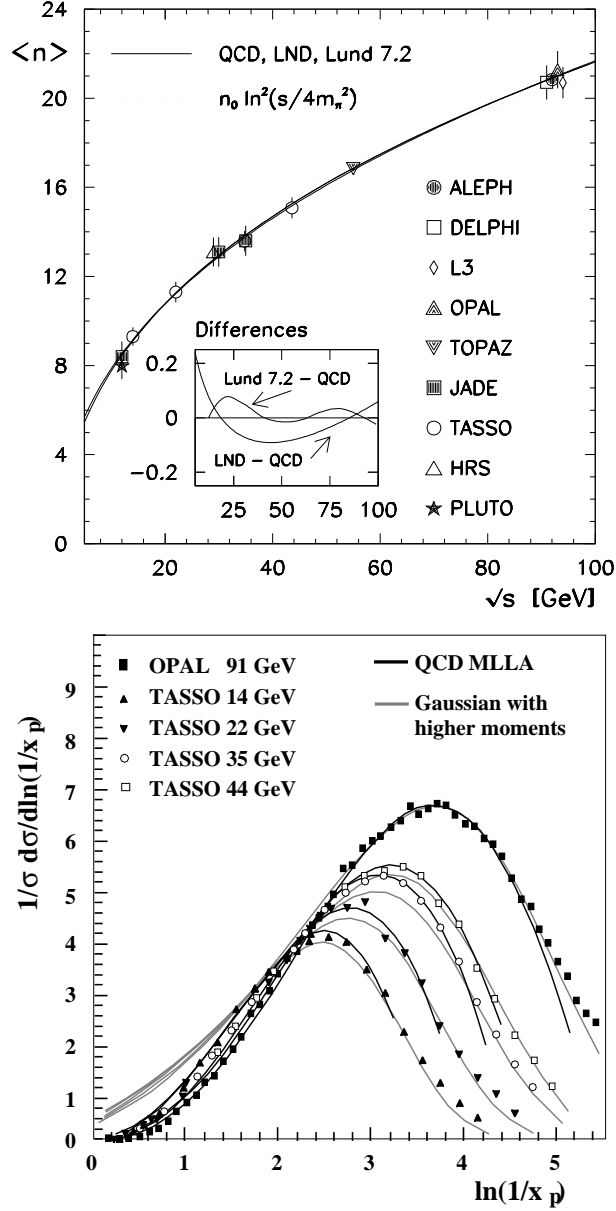 <n>
QCD, LND, Lund 7.2
n₀ ln²(s/4m_π²)
24
20
16
12
8
4
0
ALEPH
DELPHI
L3
OPAL
TOPAZ
JADE
TASSO
HRS
PLUTO
Differences
0.2
0
−0.2
Lund 7.2 − QCD
LND − QCD
25 50 75 100
20 40 60 80 100
√s [GeV]
1/σ dσ/dln(1/x p)
OPAL 91 GeV
TASSO 14 GeV
TASSO 22 GeV
TASSO 35 GeV
TASSO 44 GeV
QCD MLLA
Gaussian with
higher moments
9
7
6
5
4
3
2
1
0
0 1 2 3 4 5
ln(1/x p)